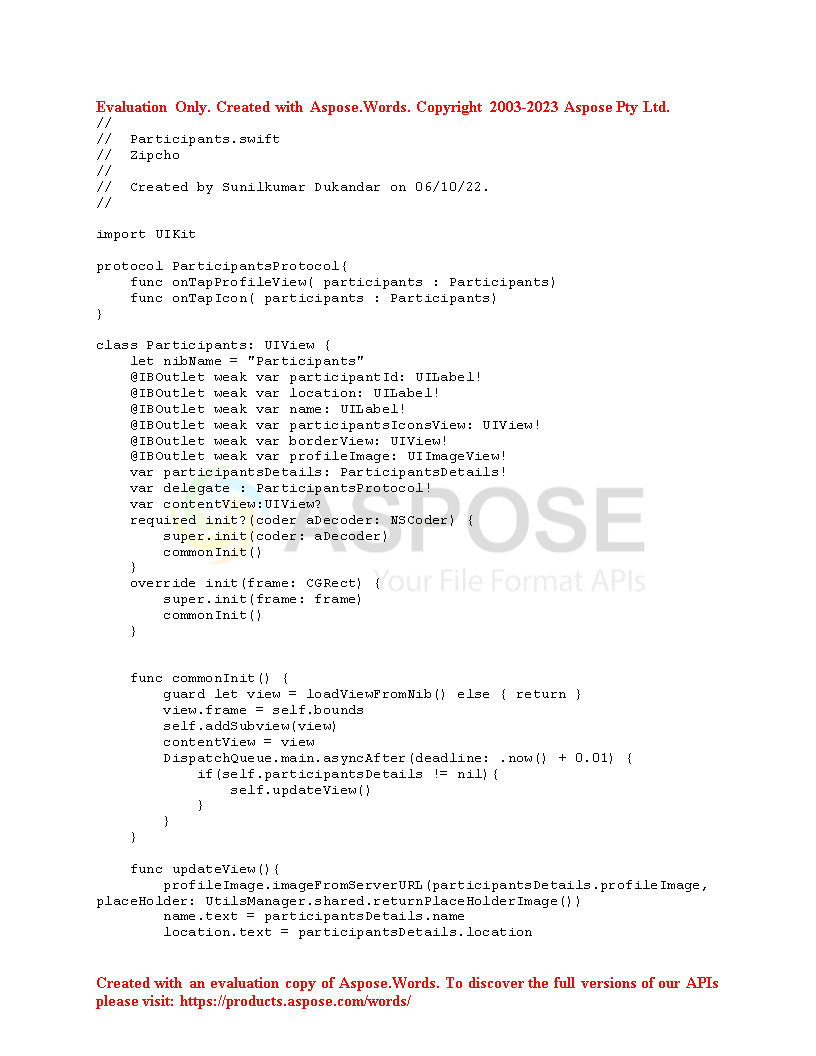 Evaluation Only. Created with Aspose.Words. Copyright 2003-2023 Aspose Pty Ltd.
//
//  Participants.swift
//  Zipcho
//
//  Created by Sunilkumar Dukandar on 06/10/22.
//
import UIKit
protocol ParticipantsProtocol{
    func onTapProfileView( participants : Participants)
    func onTapIcon( participants : Participants)
}
class Participants: UIView {
    let nibName = "Participants"
    @IBOutlet weak var participantId: UILabel!
    @IBOutlet weak var location: UILabel!
    @IBOutlet weak var name: UILabel!
    @IBOutlet weak var participantsIconsView: UIView!
    @IBOutlet weak var borderView: UIView!
    @IBOutlet weak var profileImage: UIImageView!
    var participantsDetails: ParticipantsDetails!
    var delegate : ParticipantsProtocol!
    var contentView:UIView?
    required init?(coder aDecoder: NSCoder) {
        super.init(coder: aDecoder)
        commonInit()
    }
    override init(frame: CGRect) {
        super.init(frame: frame)
        commonInit()
    }
ASPOSE
Your File Format APIs
    func commonInit() {
        guard let view = loadViewFromNib() else { return }
        view.frame = self.bounds
        self.addSubview(view)
        contentView = view
        DispatchQueue.main.asyncAfter(deadline: .now() + 0.01) {
            if(self.participantsDetails != nil){
                self.updateView()
            }
        }
    }
    func updateView(){
        profileImage.imageFromServerURL(participantsDetails.profileImage,
placeHolder: UtilsManager.shared.returnPlaceHolderImage())
        name.text = participantsDetails.name
        location.text = participantsDetails.location
Created with an evaluation copy of Aspose.Words. To discover the full versions of our APIs
please visit: https://products.aspose.com/words/